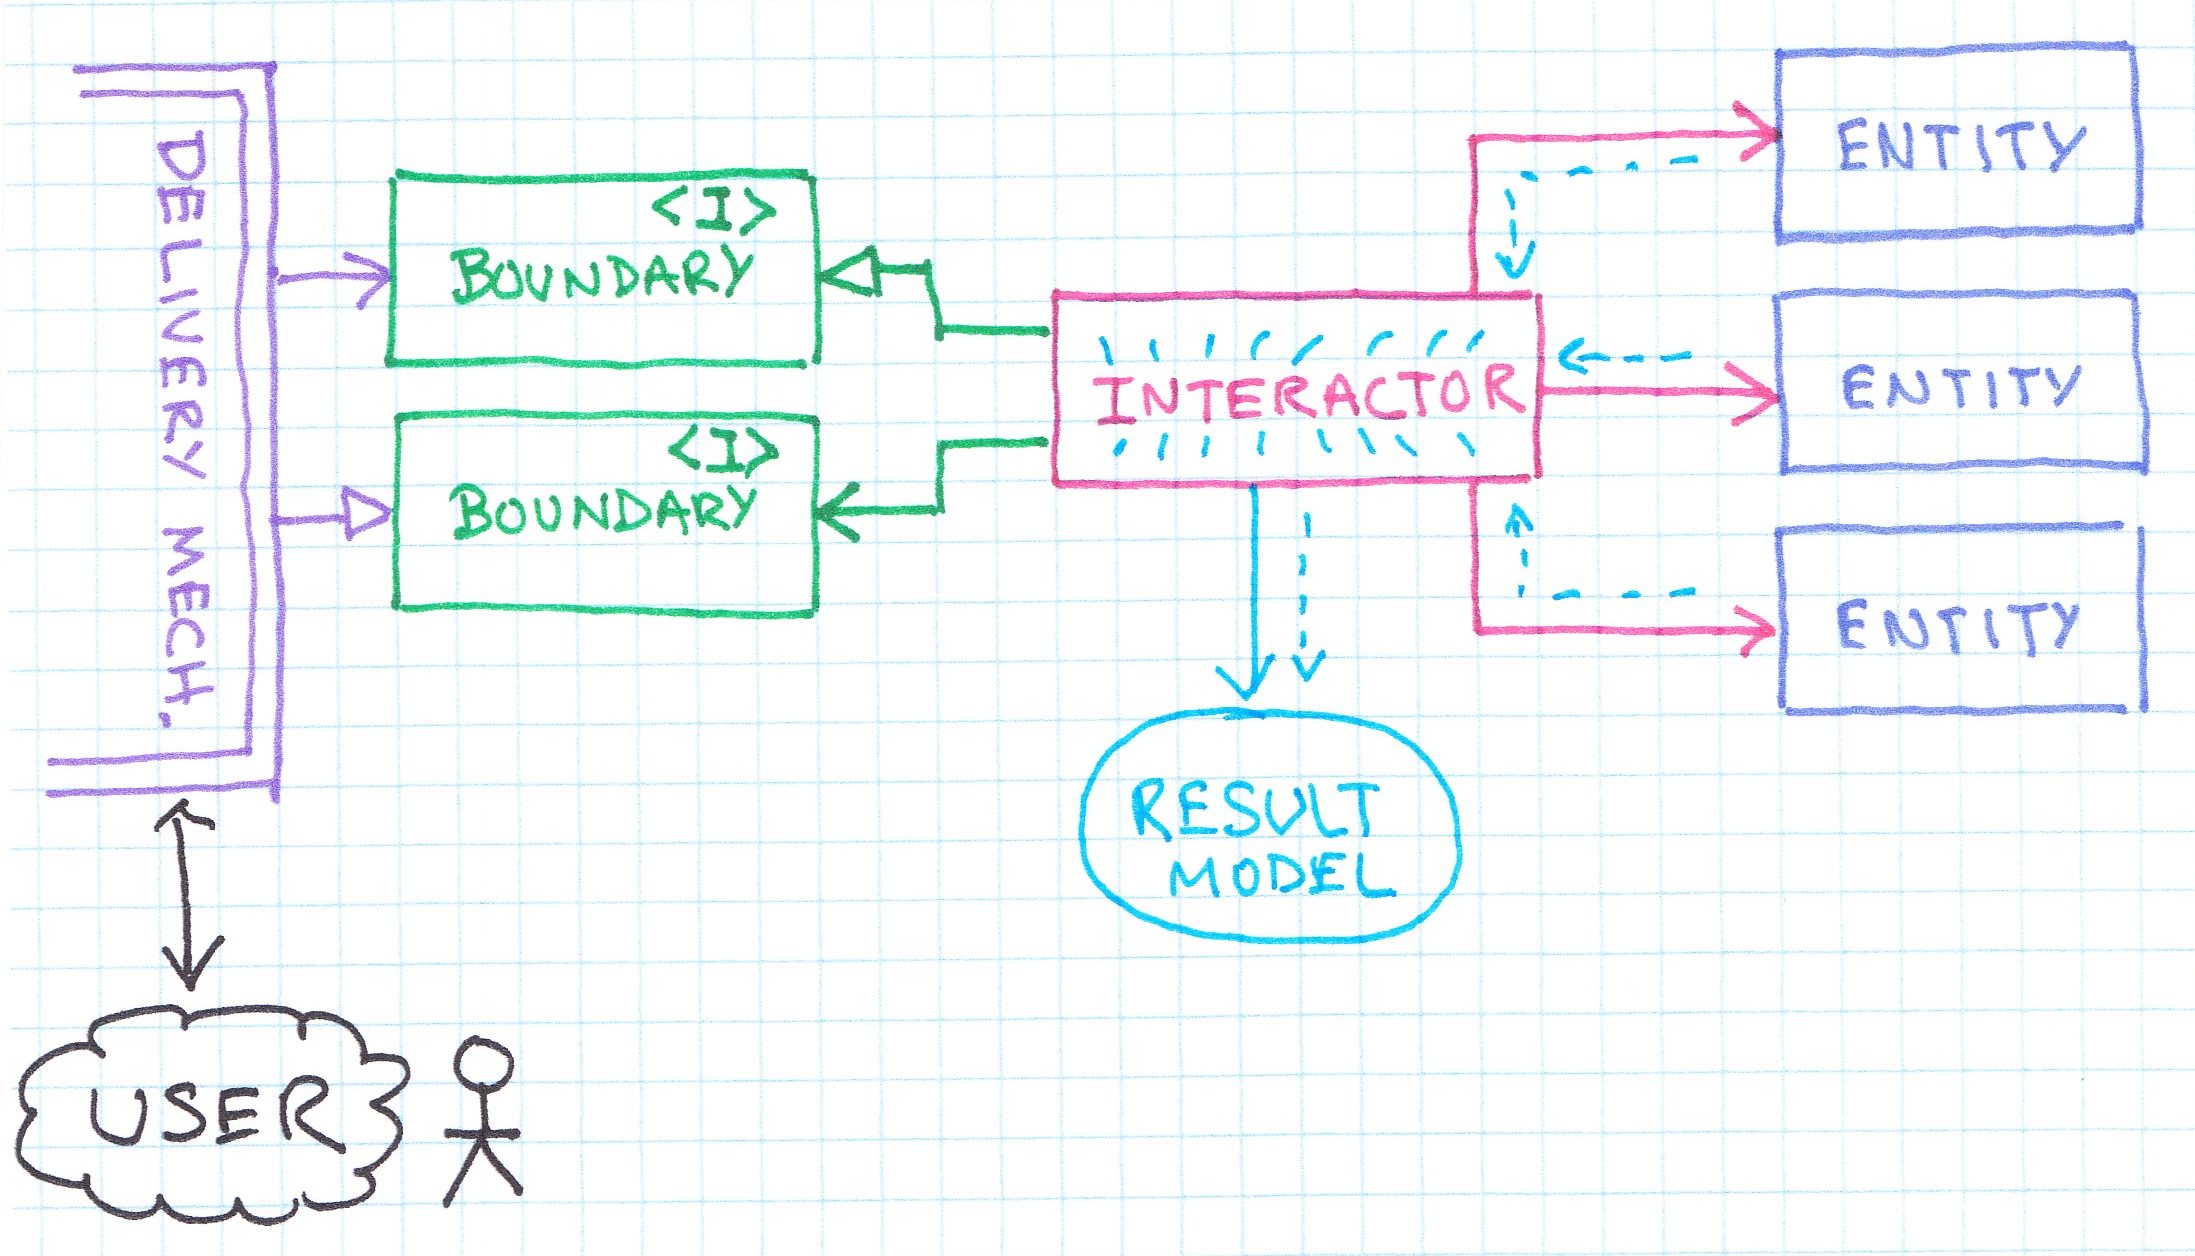 DELIVERY MECH.
<I>
BOUNDARY
<I>
BOUNDARY
INTERACTOR
ENTITY
ENTITY
ENTITY
RESULT
MODEL
USER